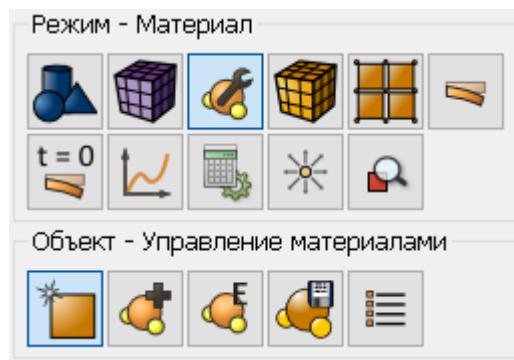 Режим - Материал
t = 0
Объект - Управление материалами
E